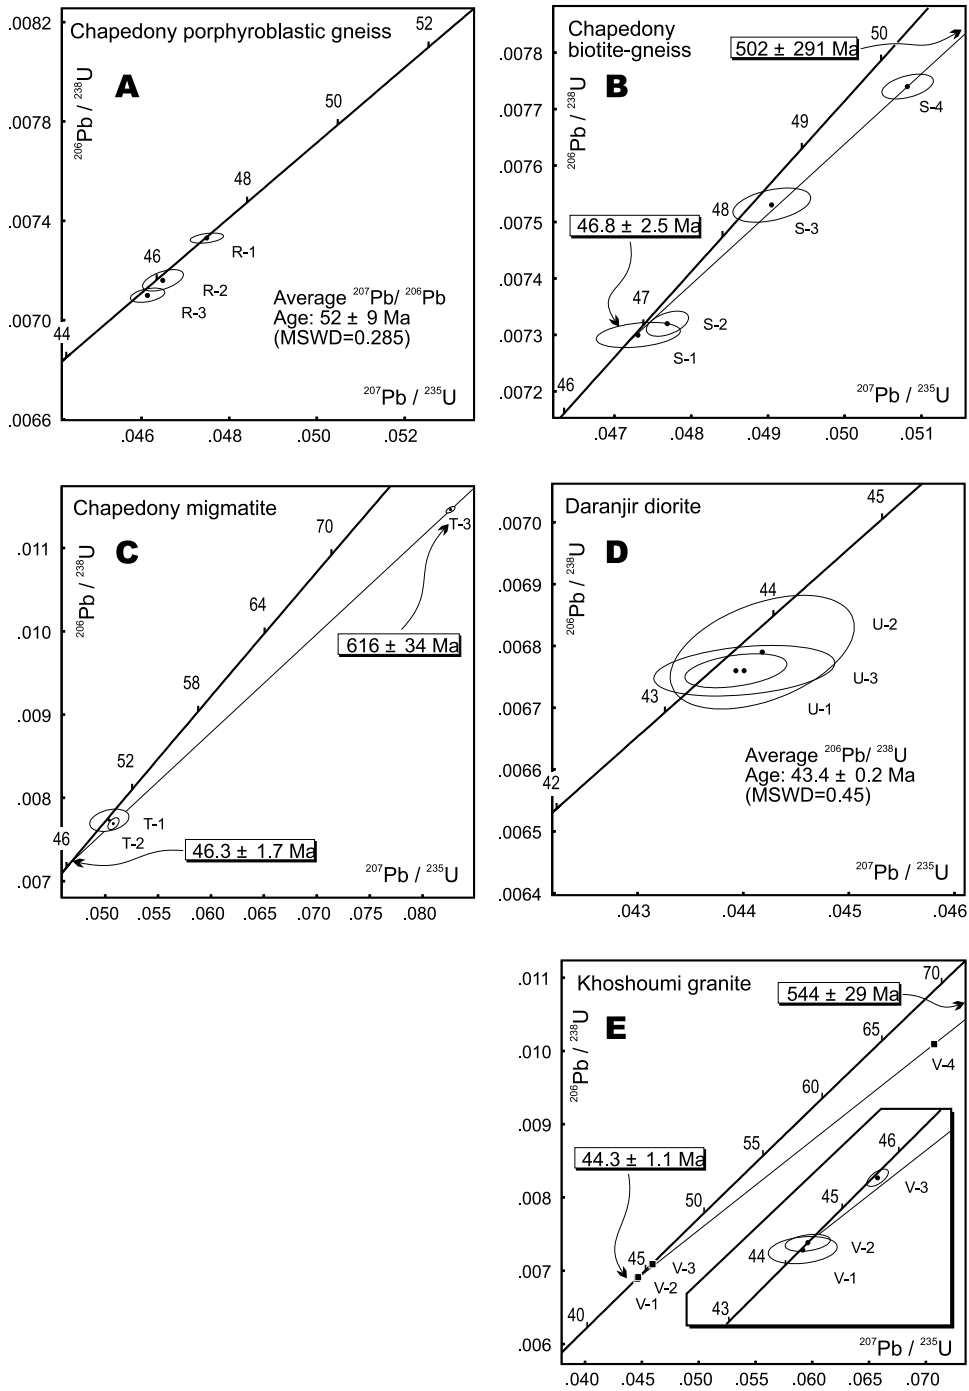 Chapedony porphyroblastic gneiss
A
²⁰⁶Pb / ²³⁸U
.0082
.0078
.0074
.0070
.0066
44
46
48
50
52
R-1
R-2
R-3
Average ²⁰⁷Pb/ ²⁰⁶Pb
Age: 52 ± 9 Ma
(MSWD=0.285)
²⁰⁷Pb / ²³⁵U
.046
.048
.050
.052
Chapedony
biotite-gneiss
B
²⁰⁶Pb / ²³⁸U
.0078
.0077
.0076
.0075
.0074
.0073
.0072
46
47
48
49
50
502 ± 291 Ma
S-4
S-3
46.8 ± 2.5 Ma
S-2
S-1
²⁰⁷Pb / ²³⁵U
.047
.048
.049
.050
.051
Chapedony migmatite
C
²⁰⁶Pb / ²³⁸U
.011
.010
.009
.008
.007
46
52
58
64
70
T-3
616 ± 34 Ma
T-1
T-2
46.3 ± 1.7 Ma
²⁰⁷Pb / ²³⁵U
.050
.055
.060
.065
.070
.075
.080
Daranjir diorite
D
²⁰⁶Pb / ²³⁸U
.0070
.0069
.0068
.0067
.0066
.0065
.0064
42
43
44
45
U-2
U-3
U-1
Average ²⁰⁶Pb/ ²³⁸U
Age: 43.4 ± 0.2 Ma
(MSWD=0.45)
²⁰⁷Pb / ²³⁵U
.043
.044
.045
.046
Khoshoumi granite
E
²⁰⁶Pb / ²³⁸U
.011
.010
.009
.008
.007
.006
40
45
50
55
60
65
70
544 ± 29 Ma
V-4
44.3 ± 1.1 Ma
V-3
V-2
V-1
46
45
44
43
V-3
V-2
V-1
²⁰⁷Pb / ²³⁵U
.040
.045
.050
.055
.060
.065
.070